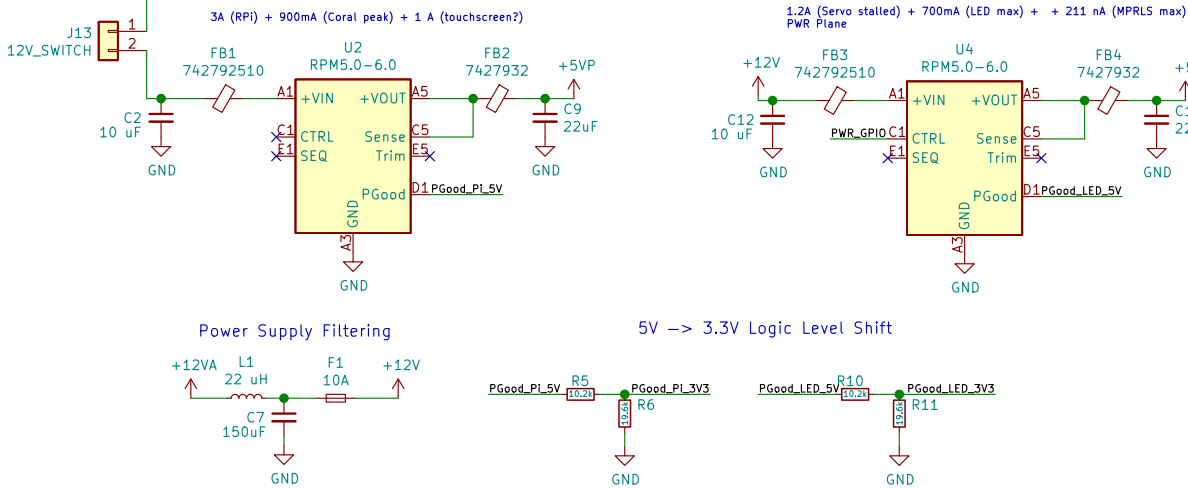 3A (RPi) + 900mA (Coral peak) + 1 A (touchscreen?)
J13
12V_SWITCH
1
2
FB1
742792510
U2
RPM5.0-6.0
FB2
7427932
+5VP
A1
+VIN
+VOUT
A5
C2
10 uF
GND
C1
CTRL
Sense
C5
E1
SEQ
Trim
E5
C9
22uF
GND
PGood
D1
PGood_Pi_5V
GND
A3
GND
1.2A (Servo stalled) + 700mA (LED max) + + 211 nA (MPRLS max)
PWR Plane
+12V
FB3
742792510
U4
RPM5.0-6.0
FB4
7427932
A1
+VIN
+VOUT
A5
C12
10 uF
GND
PWR_GPIO
C1
CTRL
Sense
C5
E1
SEQ
Trim
E5
GND
PGood
D1
PGood_LED_5V
GND
A3
GND
Power Supply Filtering
+12VA
L1
22 uH
F1
10A
+12V
C7
150uF
GND
5V -> 3.3V Logic Level Shift
PGood_Pi_5V
R5
10.2k
PGood_Pi_3V3
19.6k
R6
GND
PGood_LED_5V
R10
10.2k
PGood_LED_3V3
19.6k
R11
GND